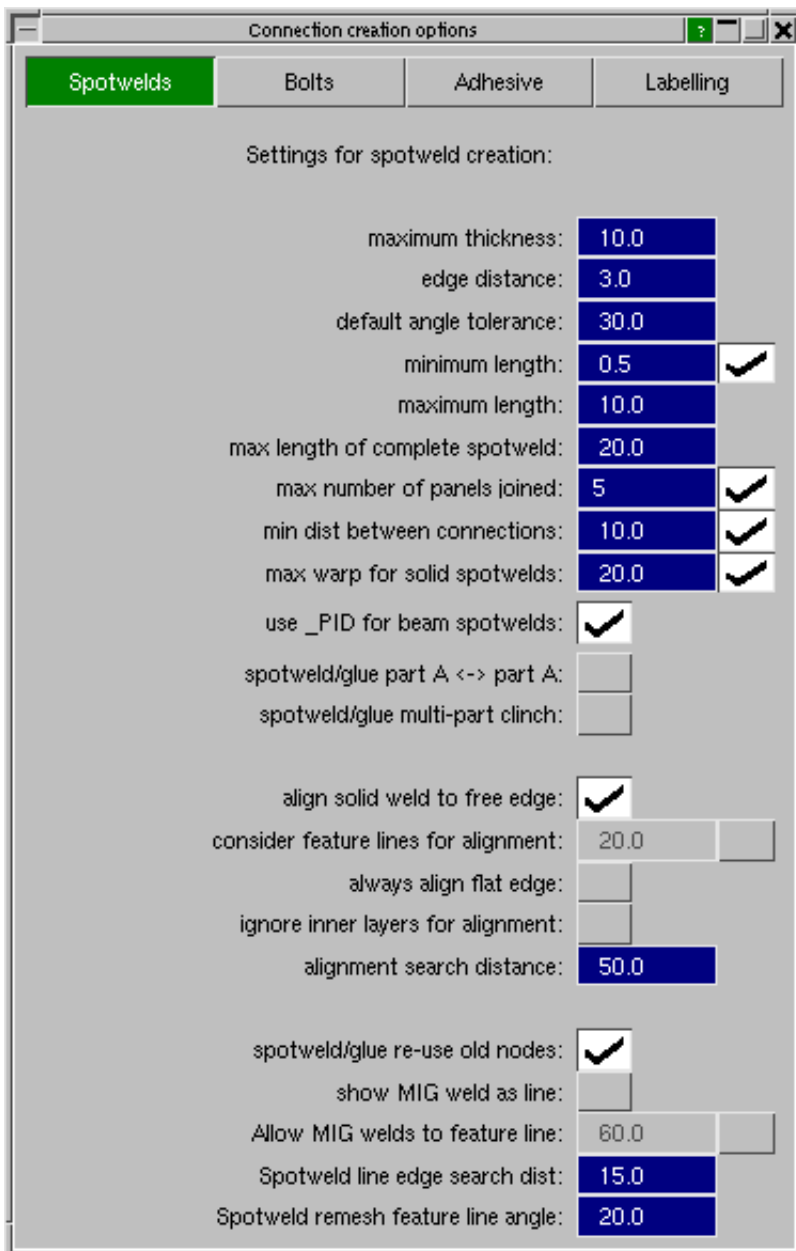 Connection creation options ?
Spotwelds Bolts Adhesive Labelling
Settings for spotweld creation:
maximum thickness: 10.0
edge distance: 3.0
default angle tolerance: 30.0
minimum length: 0.5
maximum length: 10.0
max length of complete spotweld: 20.0
max number of panels joined: 5
min dist between connections: 10.0
max warp for solid spotwelds: 20.0
use _PID for beam spotwelds:
spotweld/glue part A <-> part A:
spotweld/glue multi-part clinch:
align solid weld to free edge:
consider feature lines for alignment: 20.0
always align flat edge:
ignore inner layers for alignment:
alignment search distance: 50.0
spotweld/glue re-use old nodes:
show MIG weld as line:
Allow MIG welds to feature line: 60.0
Spotweld line edge search dist: 15.0
Spotweld remesh feature line angle: 20.0